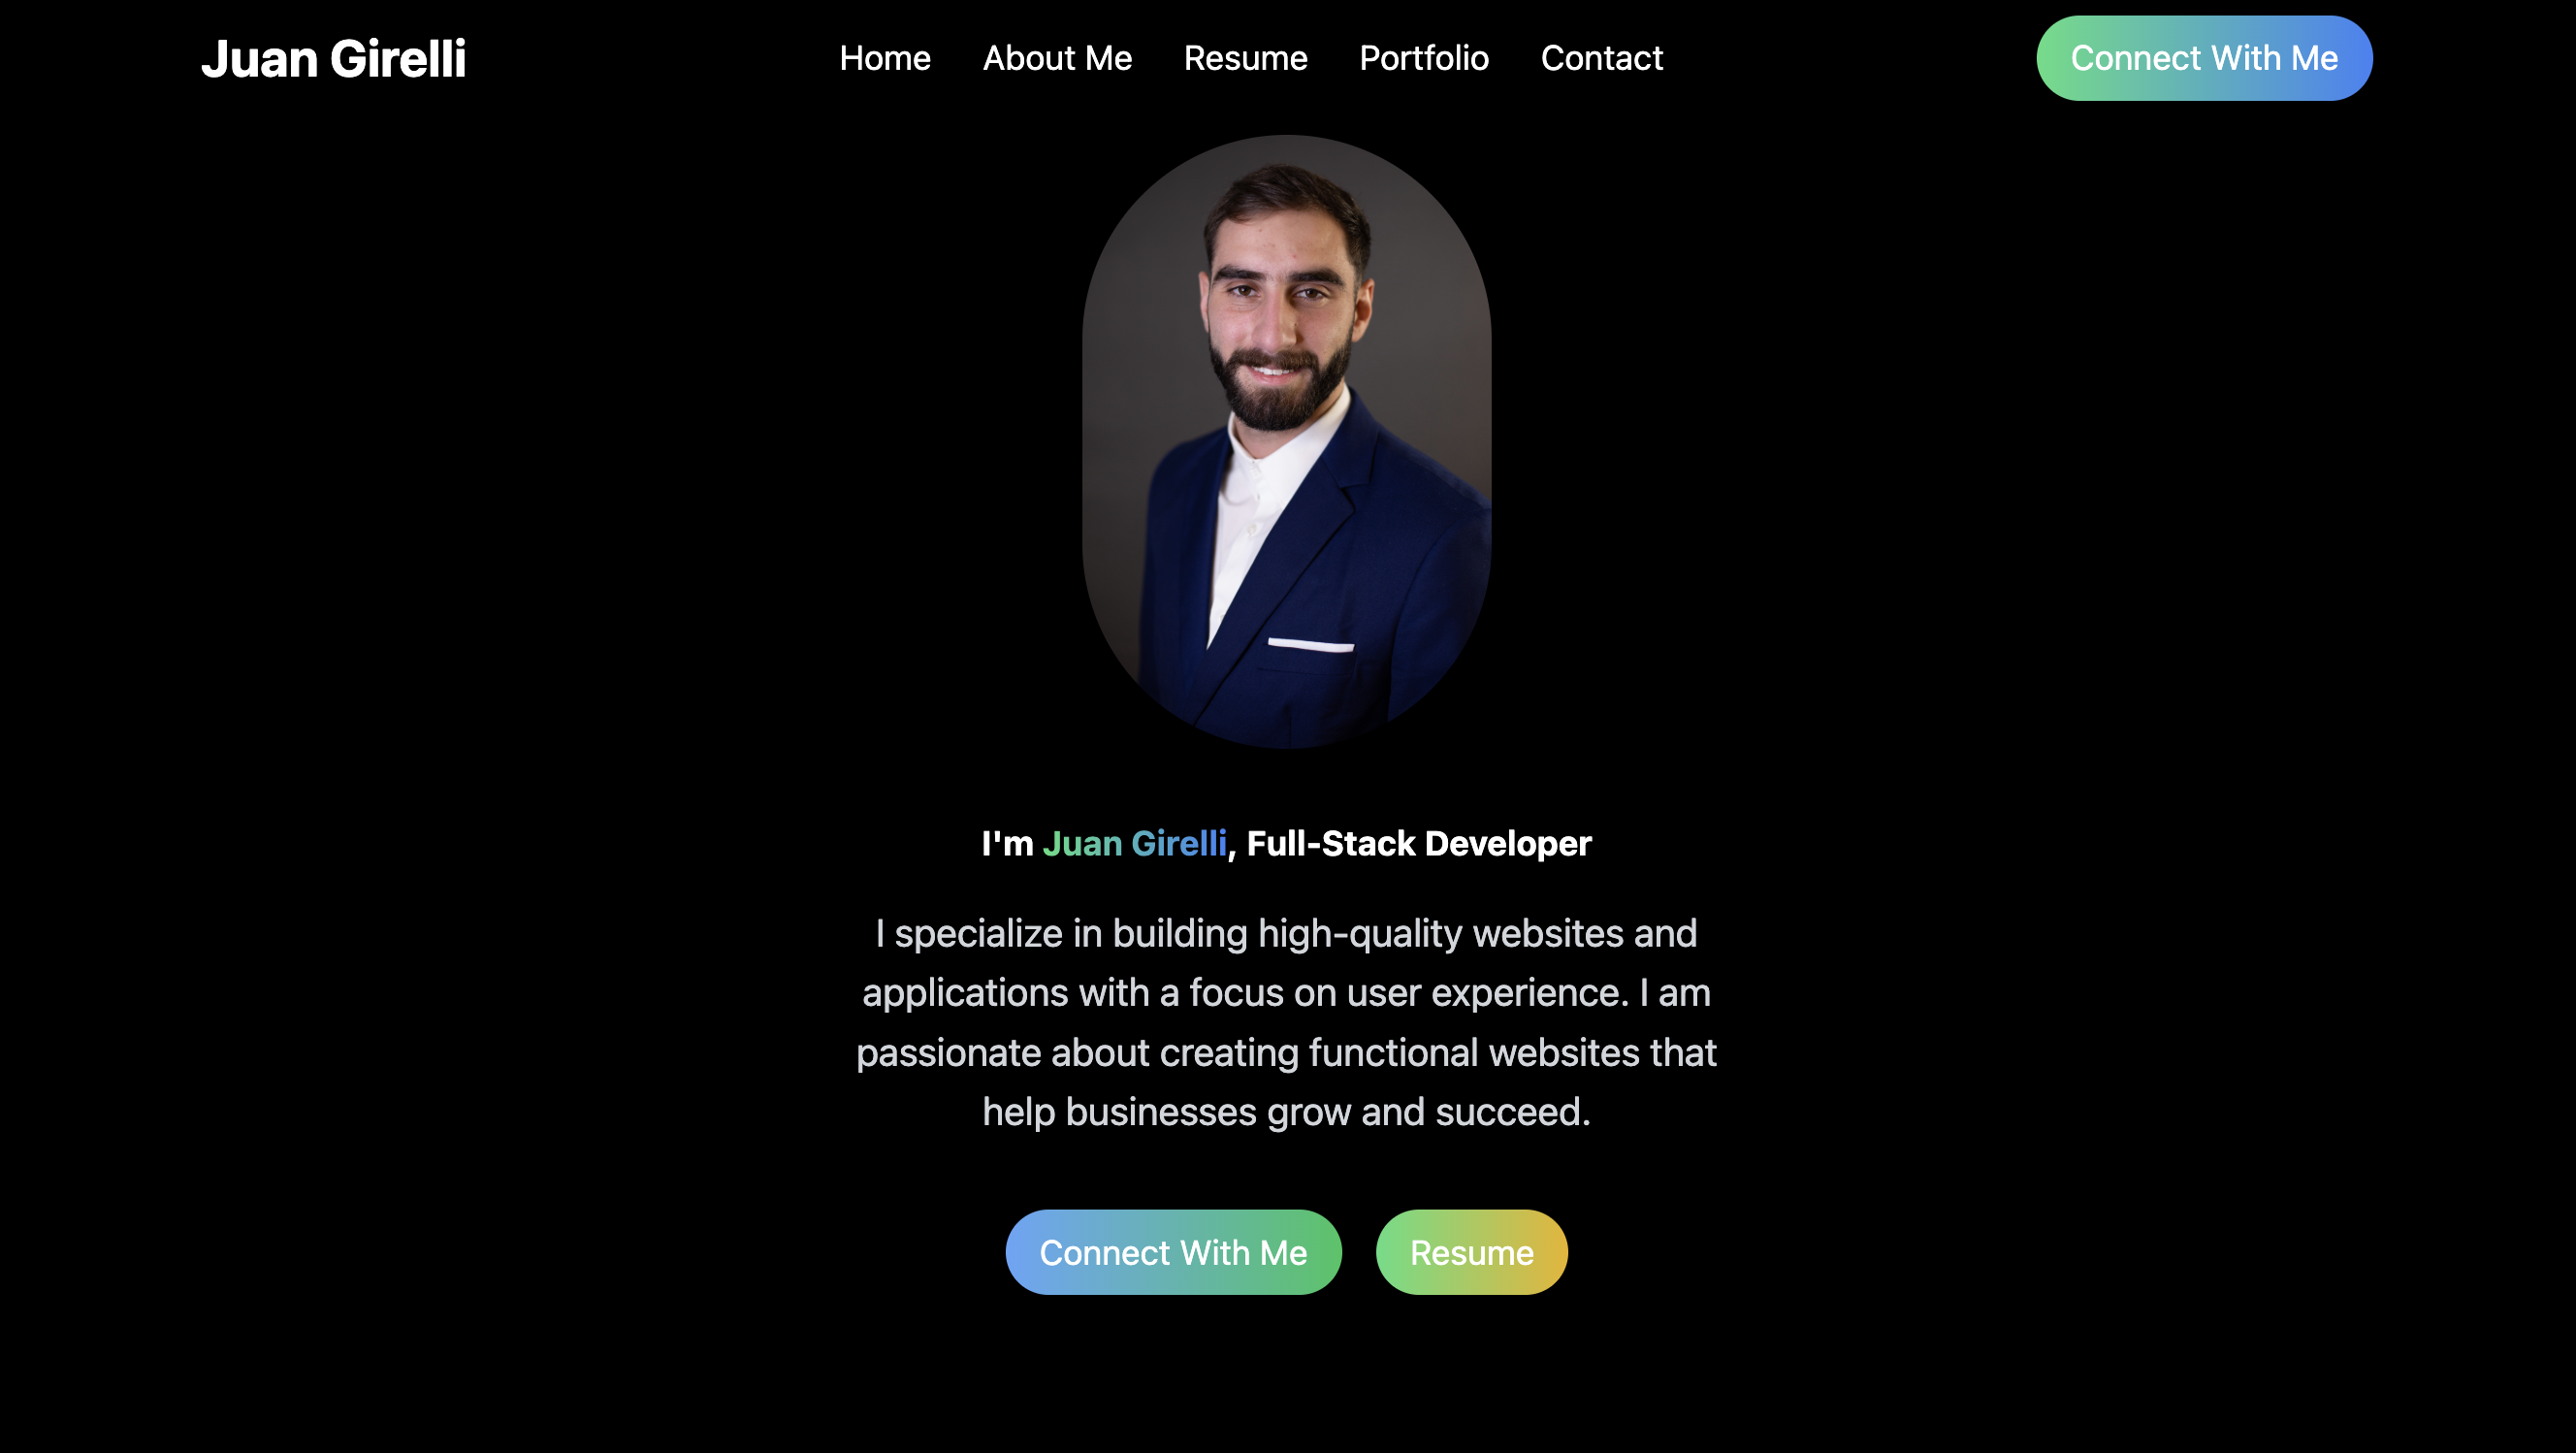 Juan Girelli
Home About Me Resume Portfolio Contact
Connect With Me
I'm Juan Girelli, Full-Stack Developer
I specialize in building high-quality websites and
applications with a focus on user experience. I am
passionate about creating functional websites that
help businesses grow and succeed.
Connect With Me
Resume